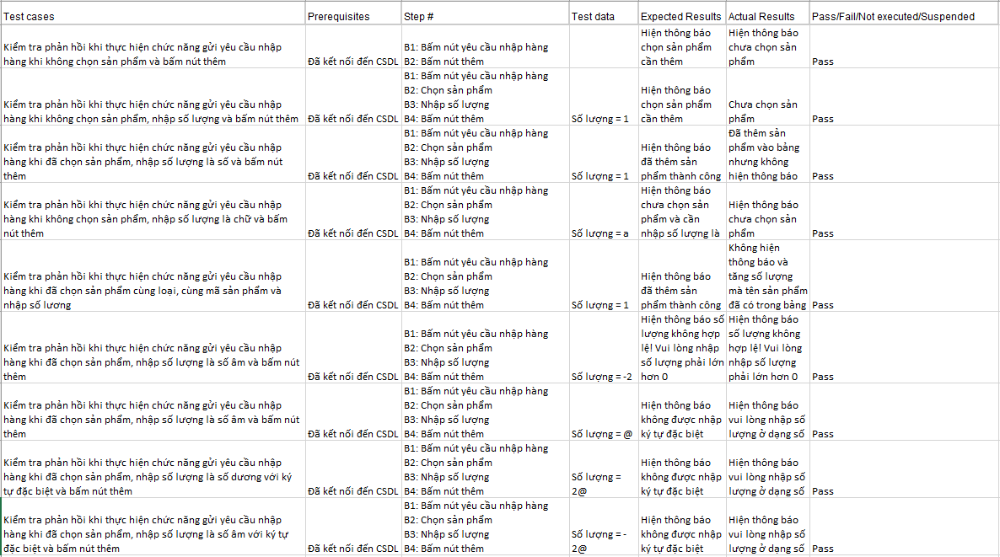 Test cases Prerequisites Step # Test data Expected Results Actual Results Pass/Fail/Not executed/Suspended
Kiểm tra phản hồi khi thực hiện chức năng gửi yêu cầu nhập
hàng khi không chọn sản phẩm và bấm nút thêm
Đã kết nối đến CSDL
B1: Bấm nút yêu cầu nhập hàng
B2: Bấm nút thêm
Hiện thông báo
chọn sản phẩm
cần thêm
Hiện thông báo
chưa chọn sản
phẩm
Pass
Kiểm tra phản hồi khi thực hiện chức năng gửi yêu cầu nhập
hàng khi không chọn sản phẩm, nhập số lượng và bấm nút thêm
Đã kết nối đến CSDL
B1: Bấm nút yêu cầu nhập hàng
B2: Chọn sản phẩm
B3: Nhập số lượng
B4: Bấm nút thêm
Số lượng = 1
Hiện thông báo
chọn sản phẩm
cần thêm
Chưa chọn sản
phẩm
Pass
Kiểm tra phản hồi khi thực hiện chức năng gửi yêu cầu nhập
hàng khi đã chọn sản phẩm, nhập số lượng là số và bấm nút
thêm
Đã kết nối đến CSDL
B1: Bấm nút yêu cầu nhập hàng
B2: Chọn sản phẩm
B3: Nhập số lượng
B4: Bấm nút thêm
Số lượng = 1
Hiện thông báo
đã thêm sản
phẩm thành công
Đã thêm sản
phẩm vào bảng
nhưng không
hiện thông báo
Pass
Kiểm tra phản hồi khi thực hiện chức năng gửi yêu cầu nhập
hàng khi không chọn sản phẩm, nhập số lượng là chữ và bấm
nút thêm
Đã kết nối đến CSDL
B1: Bấm nút yêu cầu nhập hàng
B2: Chọn sản phẩm
B3: Nhập số lượng
B4: Bấm nút thêm
Số lượng = a
Hiện thông báo
chưa chọn sản
phẩm và cần
nhập số lượng là
Hiện thông báo
chưa chọn sản
phẩm
Pass
Kiểm tra phản hồi khi thực hiện chức năng gửi yêu cầu nhập
hàng khi đã chọn sản phẩm cùng loại, cùng mã sản phẩm và
nhập số lương
Đã kết nối đến CSDL
B1: Bấm nút yêu cầu nhập hàng
B2: Chọn sản phẩm
B3: Nhập số lượng
B4: Bấm nút thêm
Số lượng = 1
Hiện thông báo
đã thêm sản
phẩm thành công
Không hiện
thông báo và
tăng số lượng
mà tên sản phẩm
đã có trong bảng
Pass
Kiểm tra phản hồi khi thực hiện chức năng gửi yêu cầu nhập
hàng khi đã chọn sản phẩm, nhập số lượng là số âm và bấm nút
thêm
Đã kết nối đến CSDL
B1: Bấm nút yêu cầu nhập hàng
B2: Chọn sản phẩm
B3: Nhập số lượng
B4: Bấm nút thêm
Số lượng = -2
Hiện thông báo số
lượng không hợp
lệ! Vui lòng nhập
số lượng phải lớn
hơn 0
Hiện thông báo
số lượng không
hợp lệ! Vui lòng
nhập số lượng
phải lớn hơn 0
Pass
Kiểm tra phản hồi khi thực hiện chức năng gửi yêu cầu nhập
hàng khi đã chọn sản phẩm, nhập số lượng là số âm và bấm nút
thêm
Đã kết nối đến CSDL
B1: Bấm nút yêu cầu nhập hàng
B2: Chọn sản phẩm
B3: Nhập số lượng
B4: Bấm nút thêm
Số lượng = @
Hiện thông báo
không được nhập
ký tự đặc biệt
Hiện thông báo
vui lòng nhập số
lượng ở dạng số
Pass
Kiểm tra phản hồi khi thực hiện chức năng gửi yêu cầu nhập
hàng khi đã chọn sản phẩm, nhập số lượng là số dương với ký
tự đặc biệt và bấm nút thêm
Đã kết nối đến CSDL
B1: Bấm nút yêu cầu nhập hàng
B2: Chọn sản phẩm
B3: Nhập số lượng
B4: Bấm nút thêm
Số lượng =
2@
Hiện thông báo
không được nhập
ký tự đặc biệt
Hiện thông báo
vui lòng nhập số
lượng ở dạng số
Pass
Kiểm tra phản hồi khi thực hiện chức năng gửi yêu cầu nhập
hàng khi đã chọn sản phẩm, nhập số lượng là số âm với ký tự
đặc biệt và bấm nút thêm
Đã kết nối đến CSDL
B1: Bấm nút yêu cầu nhập hàng
B2: Chọn sản phẩm
B3: Nhập số lượng
B4: Bấm nút thêm
Số lượng = -
2@
Hiện thông báo
không được nhập
ký tự đặc biệt
Hiện thông báo
vui lòng nhập số
lượng ở dạng số
Pass